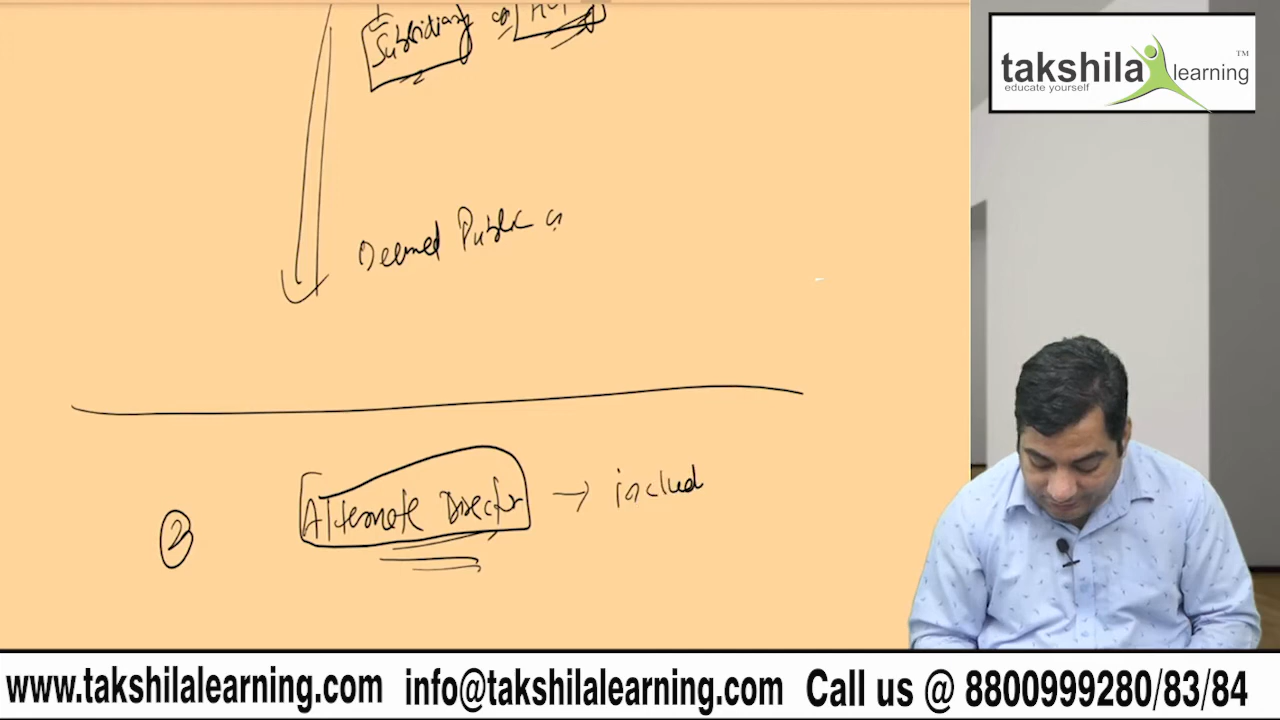 Subsidiary
takshila learning ™
educate yourself
Deemed Public
Alternate Director → includ
2
www.takshilalearning.com info@takshilalearning.com Call us @ 8800999280/83/84